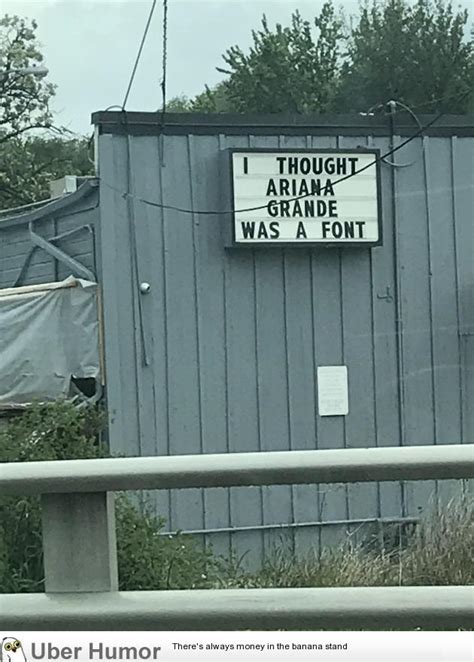 I THOUGHT
ARIANA
GRANDE
WAS A FONT
Uber Humor There's always money in the banana stand